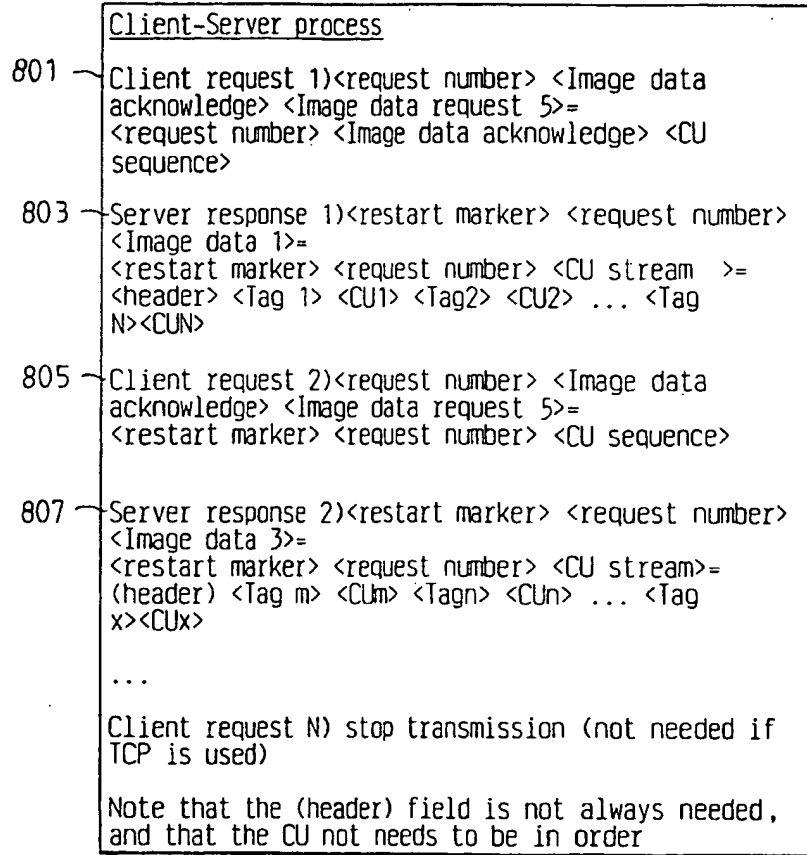 Client-Server process
801
Client request 1)<request number> <Image data
acknowledge> <Image data request 5>=
<request number> <Image data acknowledge> <CU
sequence>
803
Server response 1)<restart marker> <request number>
<Image data 1>=
<restart marker> <request number> <CU stream >=
<header> <Tag 1> <CU1> <Tag2> <CU2> ... <Tag
N><CUN>
805
Client request 2)<request number> <Image data
acknowledge> <Image data request 5>=
<restart marker> <request number> <CU sequence>
807
Server response 2)<restart marker> <request number>
<Image data 3>=
<restart marker> <request number> <CU stream>=
(header) <Tag m> <CUm> <Tagn> <CUn> ... <Tag
x><CUx>
...
Client request N) stop transmission (not needed if
TCP is used)
Note that the (header) field is not always needed,
and that the CU not needs to be in order